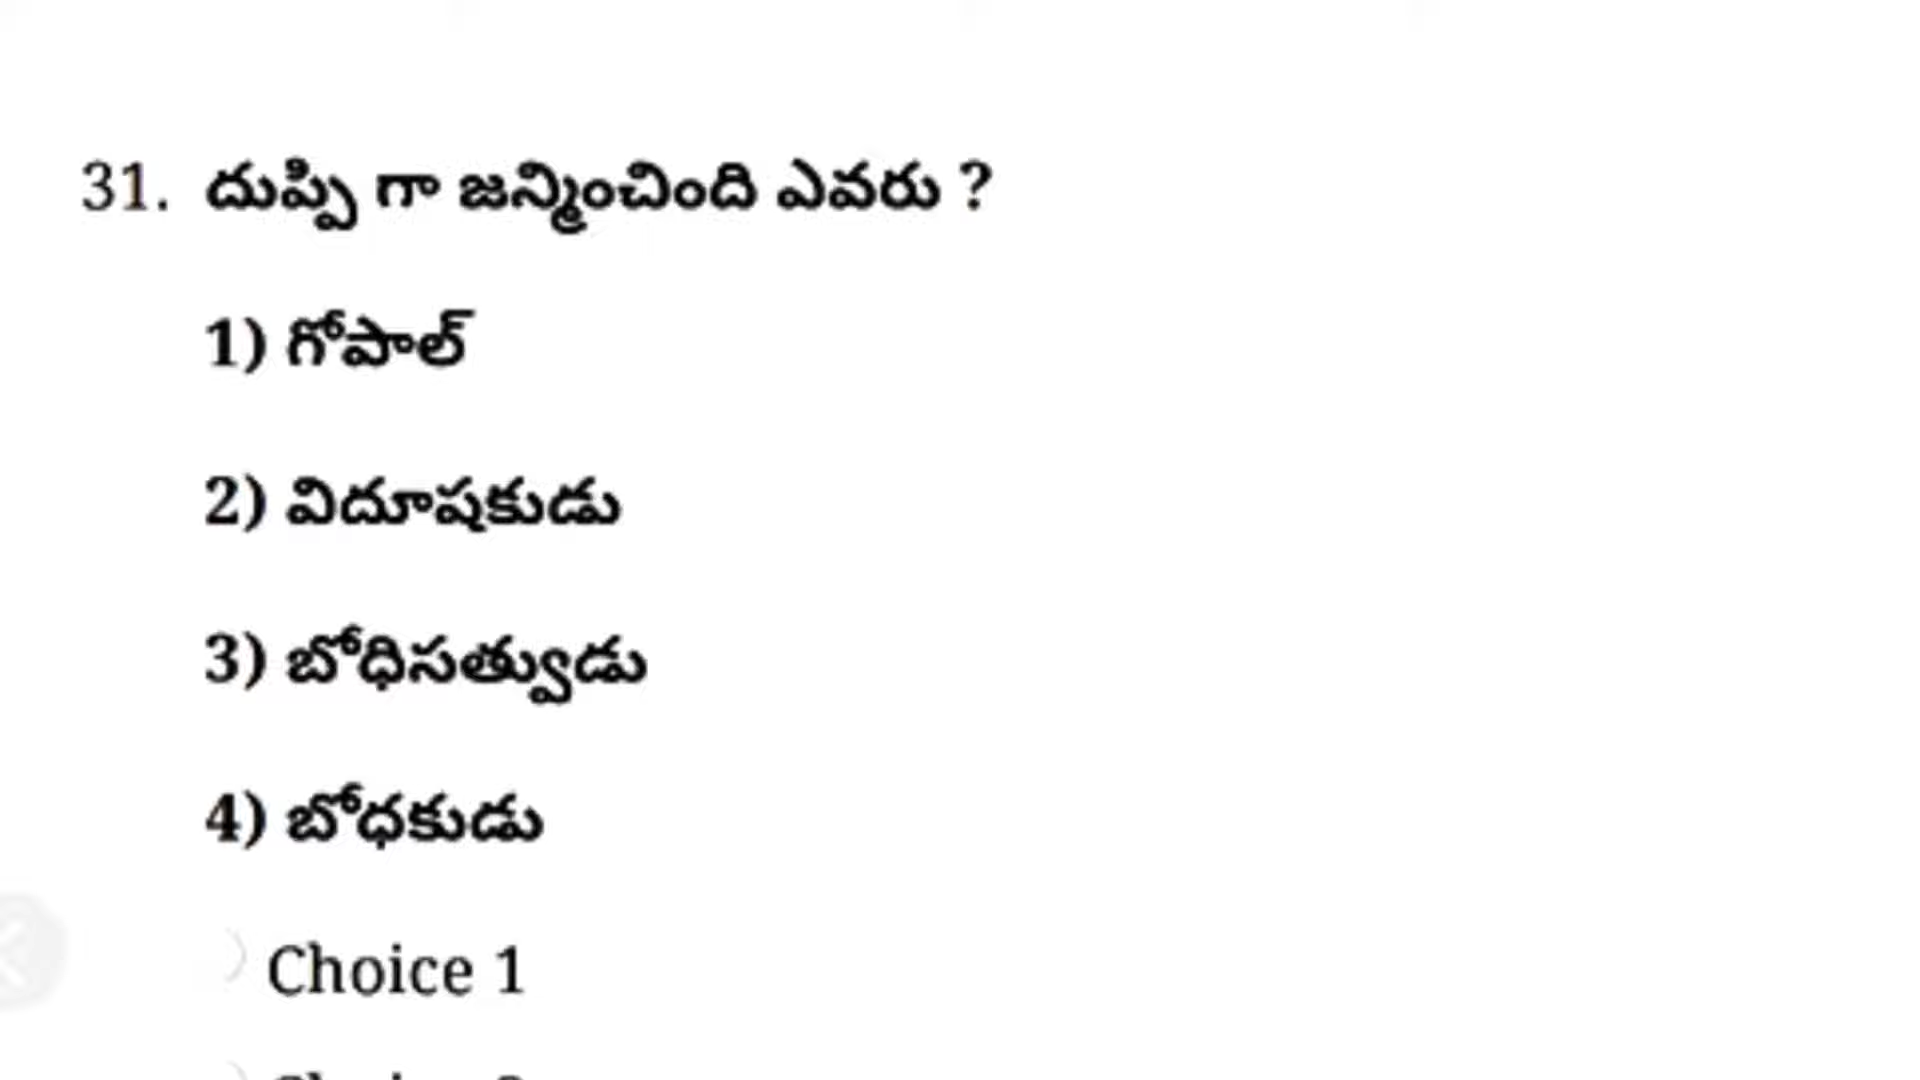 31. దుప్పి గా జన్మించింది ఎవరు ?
1) గోపాల్
2) విదూషకుడు
3) బోధిసత్వుడు
4) బోధకుడు
Choice 1